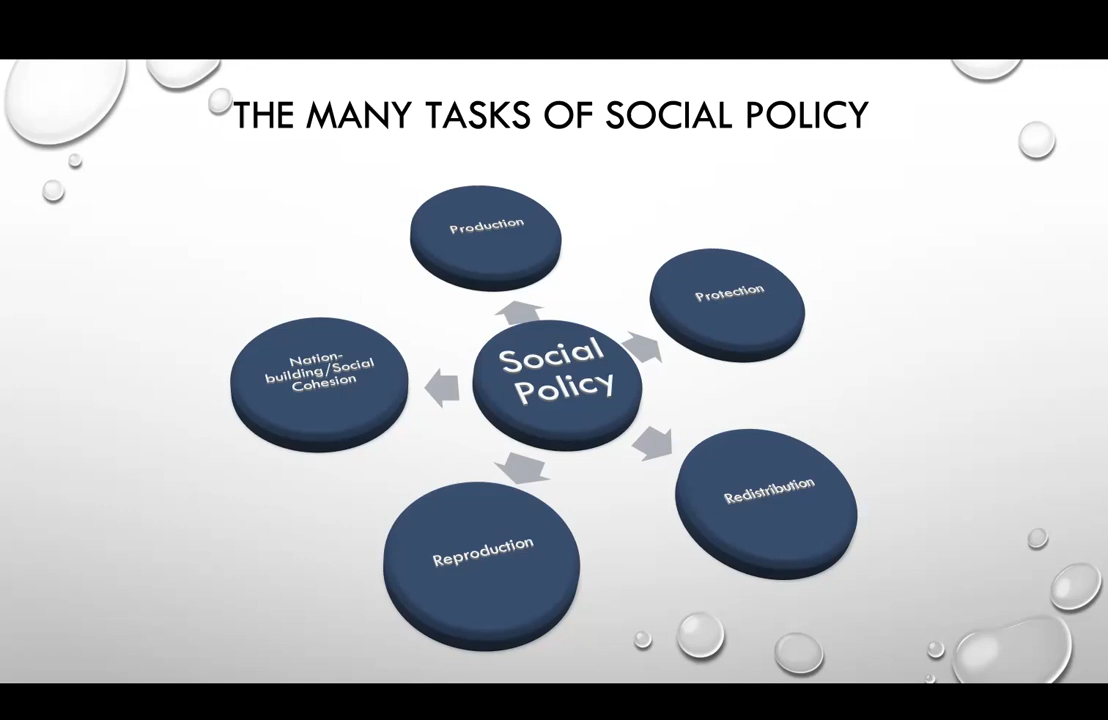 THE MANY TASKS OF SOCIAL POLICY
Production
Protection
Nation-
building/Social
Cohesion
Social
Policy
Redistribution
Reproduction